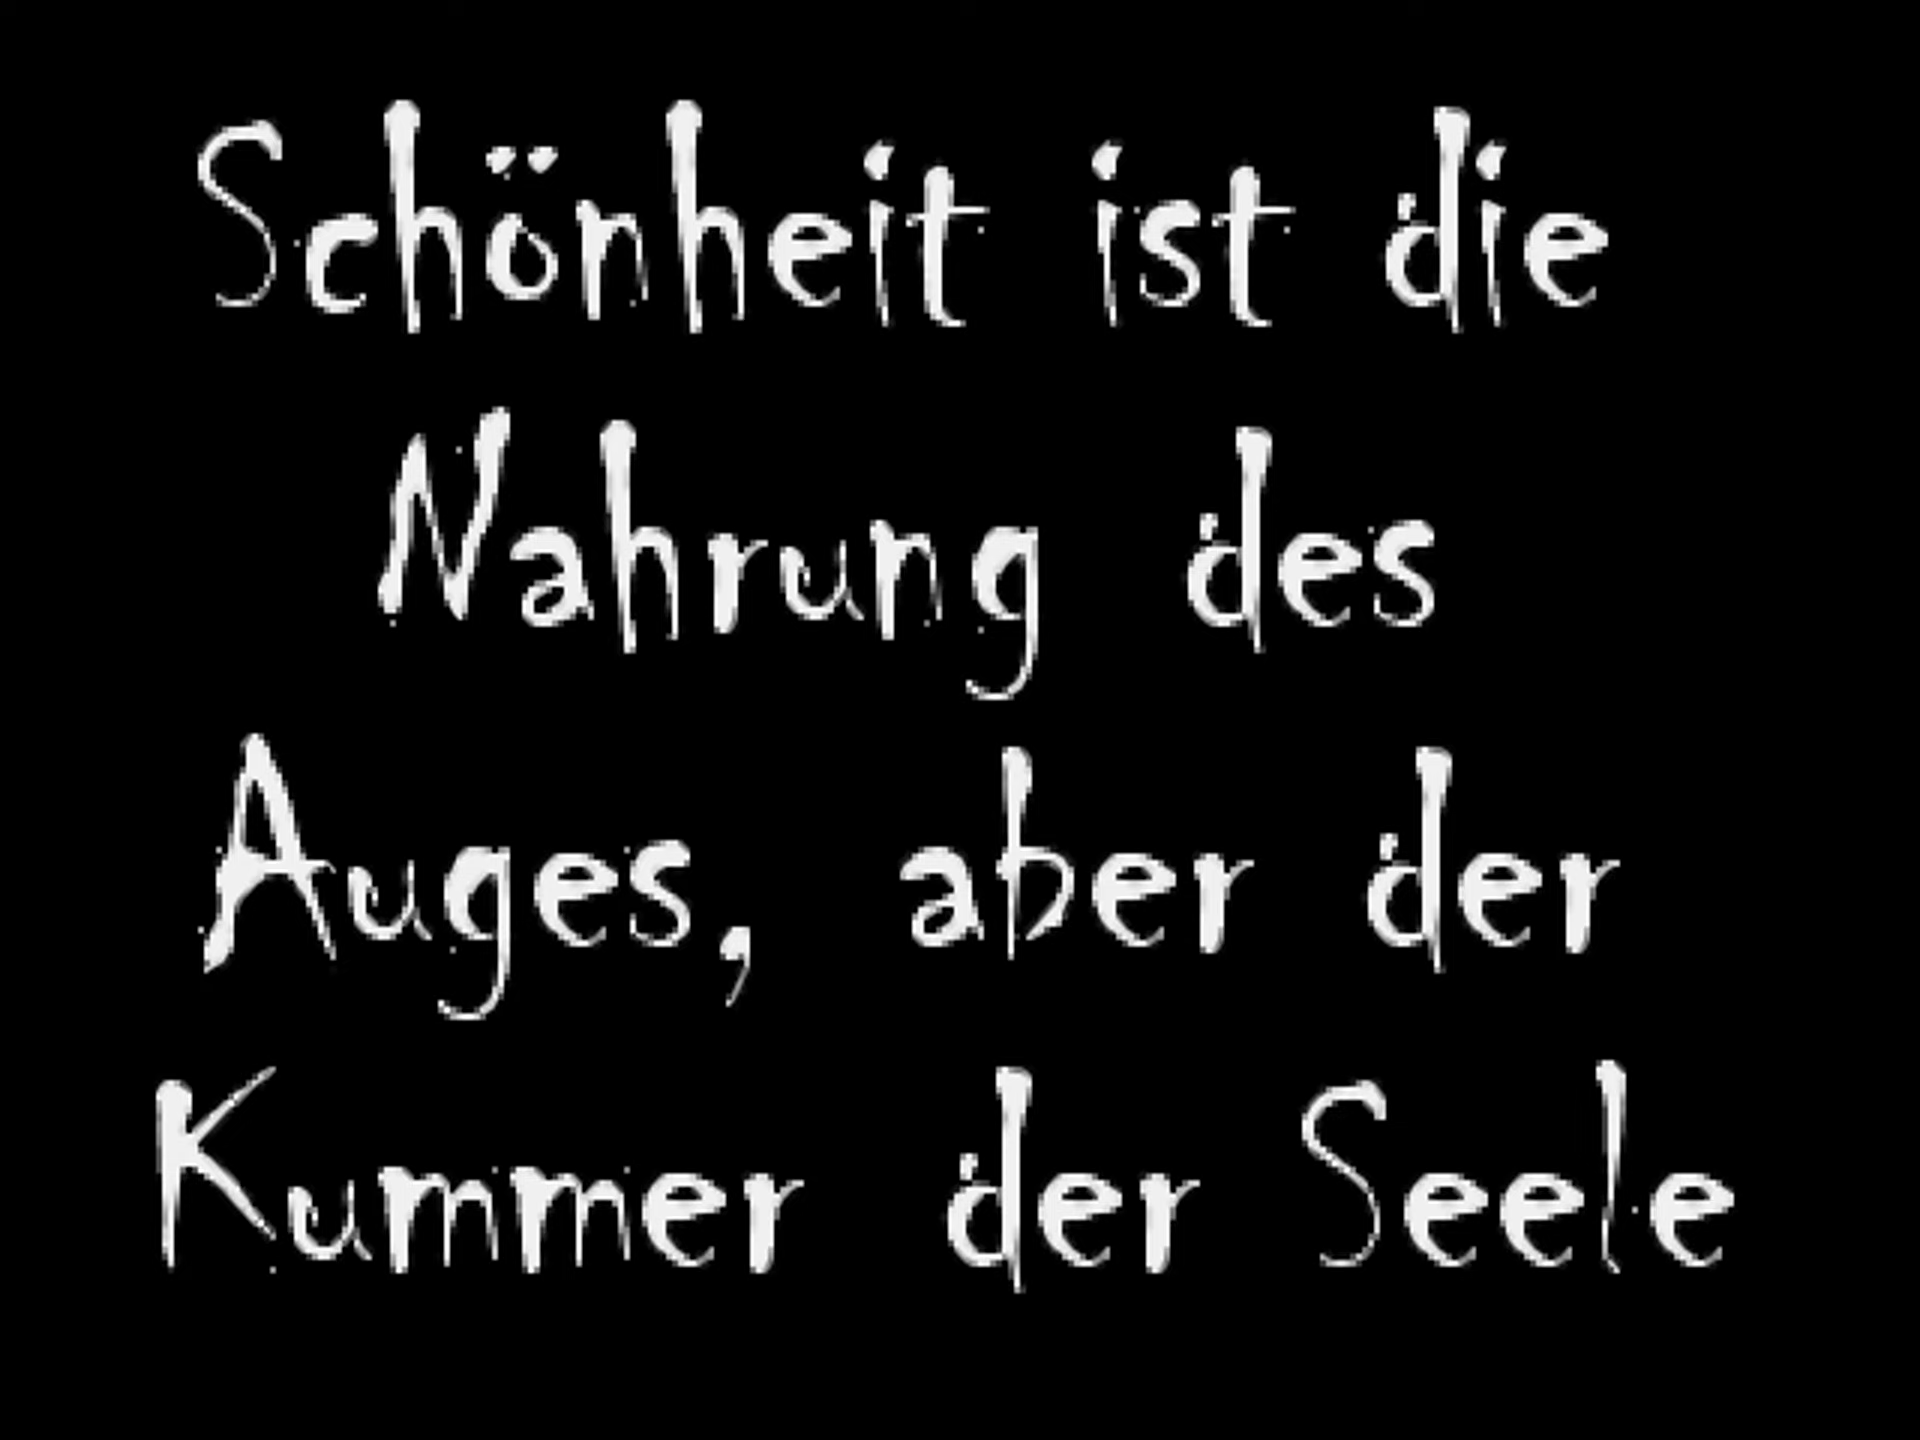 Schönheit ist die
Nahrung des
Auges, aber der
Kummer der Seele